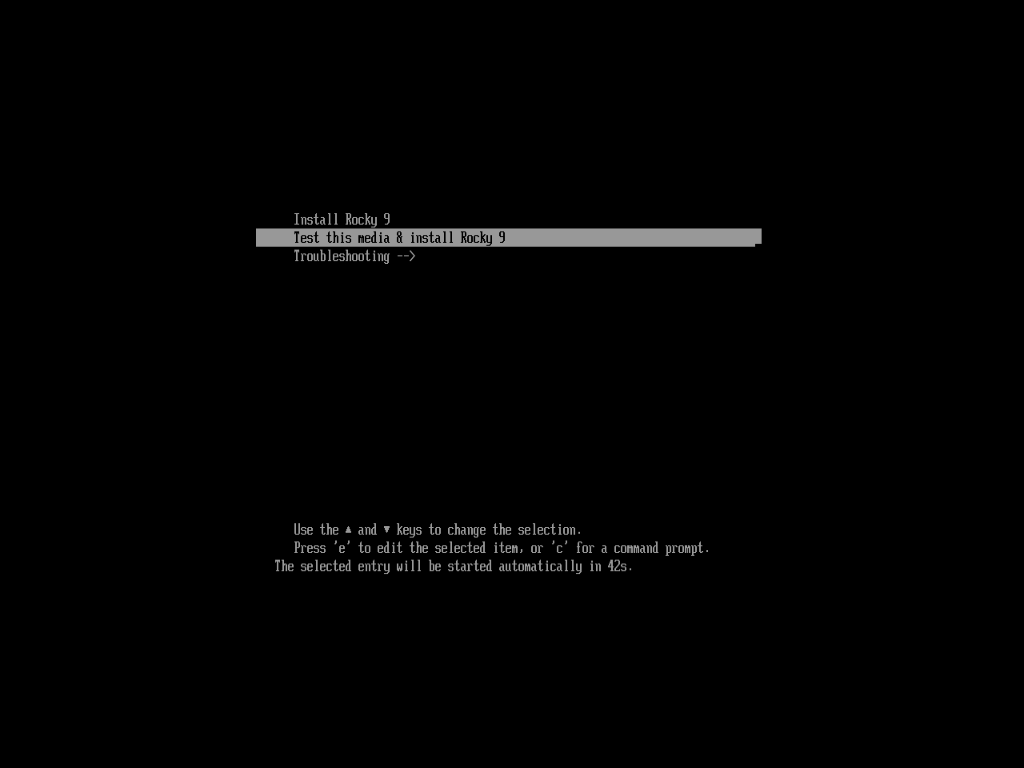 Install Rocky 9
Test this media & install Rocky 9
Troubleshooting -->
Use the ▲ and ▼ keys to change the selection.
Press 'e' to edit the selected item, or 'c' for a command prompt.
The selected entry will be started automatically in 42s.